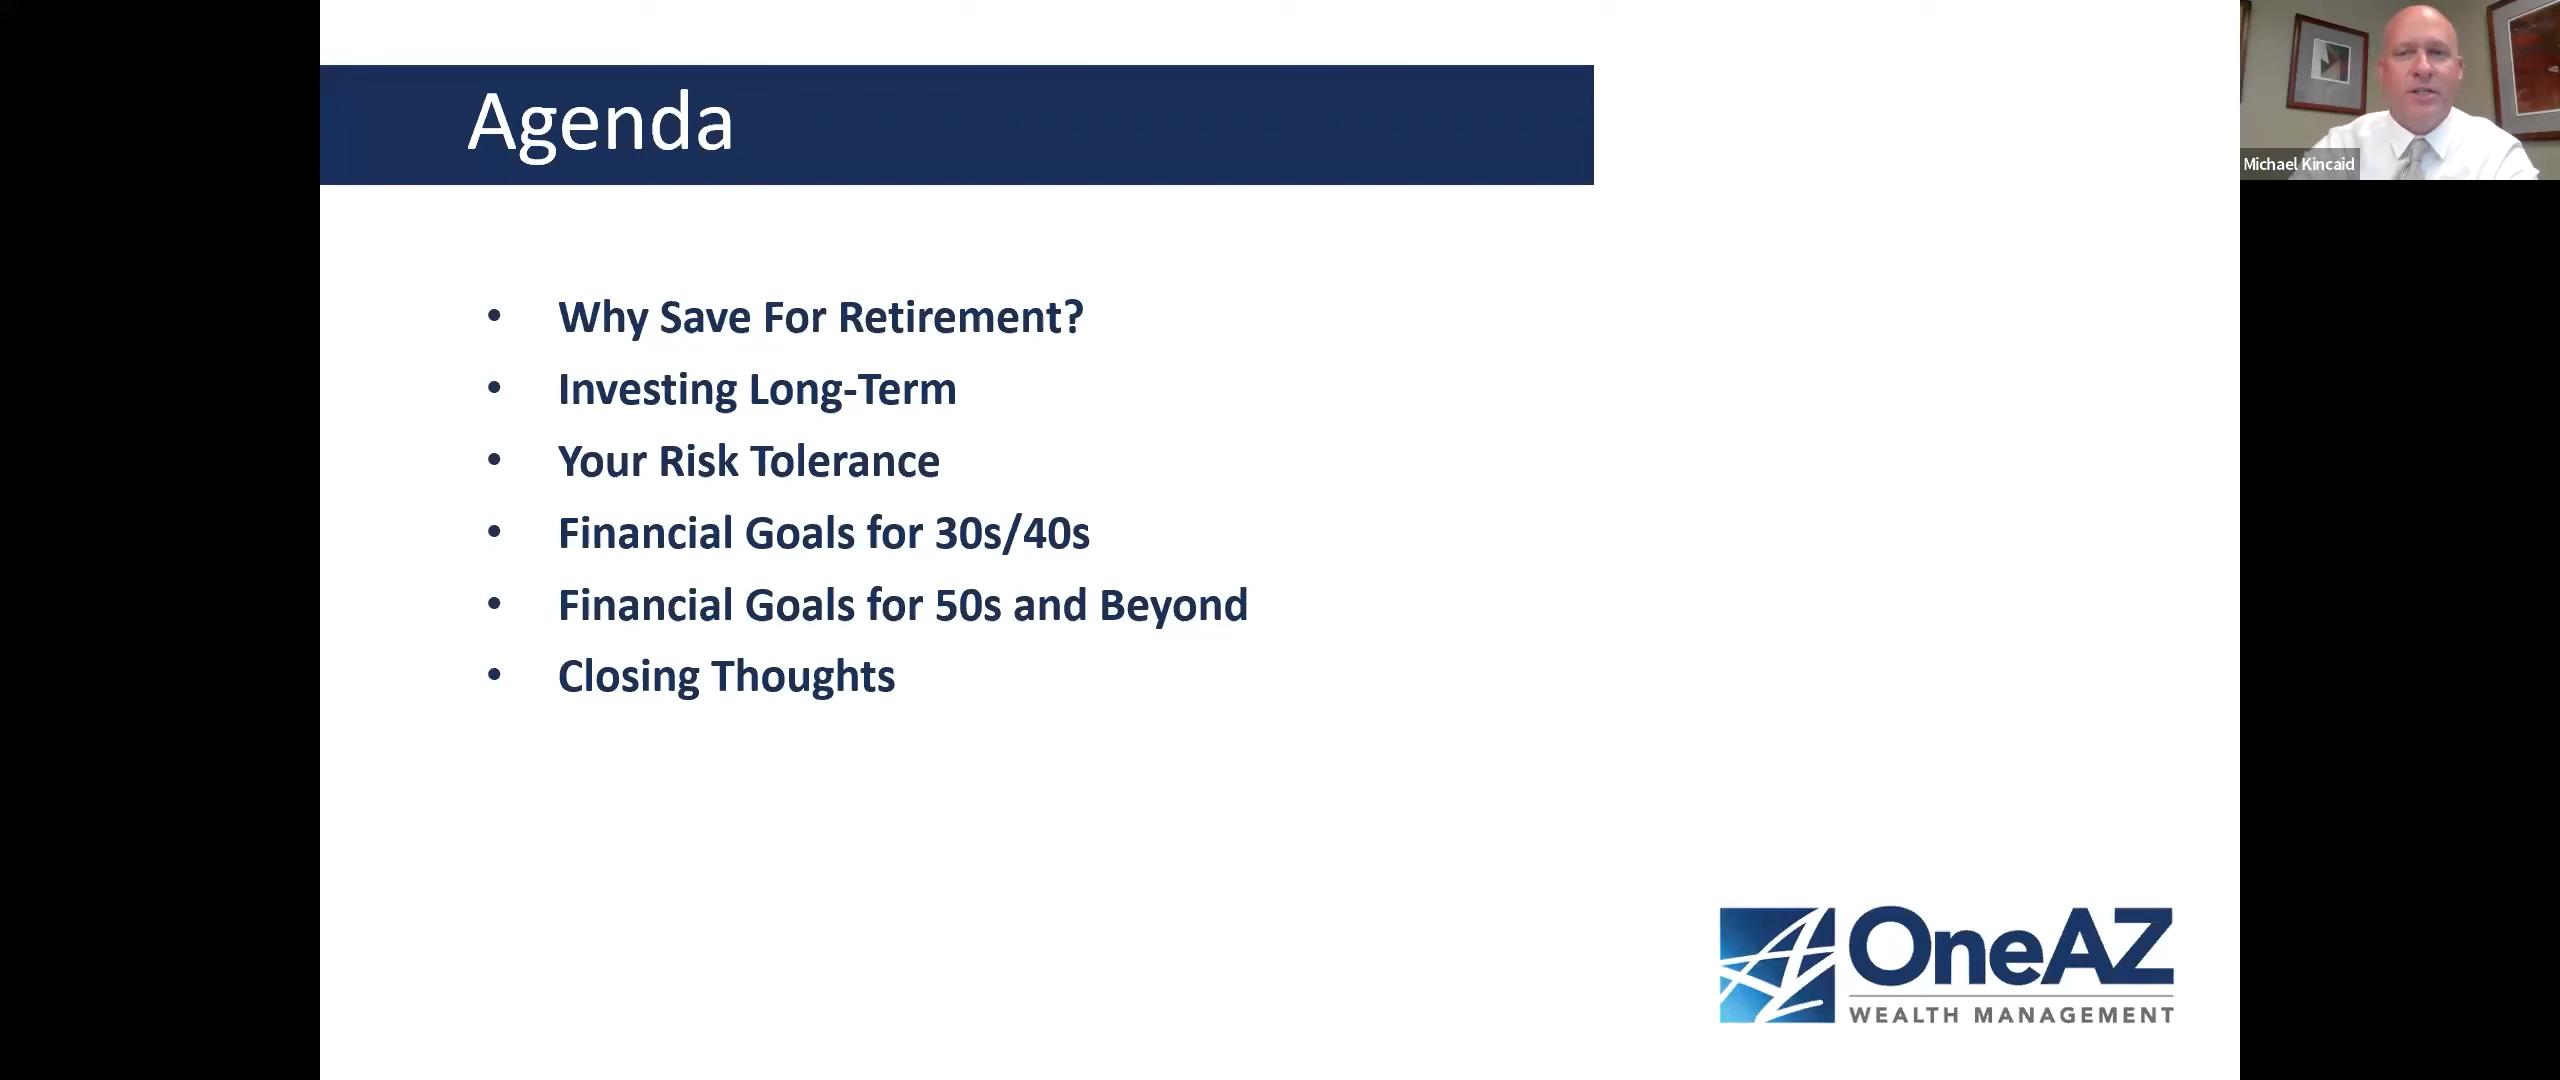 Agenda
Michael Kincaid
• Why Save For Retirement?
• Investing Long-Term
• Your Risk Tolerance
• Financial Goals for 30s/40s
• Financial Goals for 50s and Beyond
• Closing Thoughts
OneAZ
WEALTH MANAGEMENT